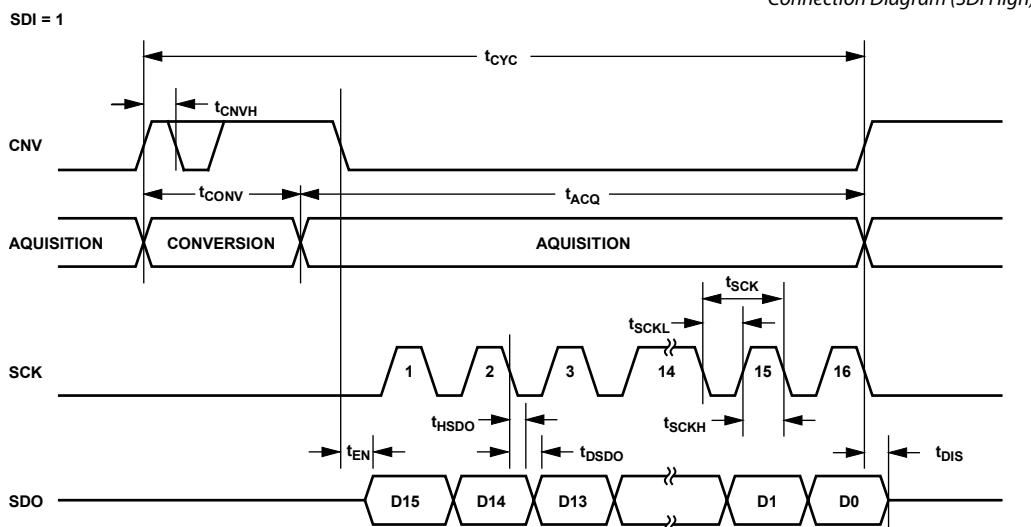 Connection Diagram (SDI High)
SDI = 1
tCYC
tCNVH
CNV
tCONV
tACQ
AQUISITION
CONVERSION
AQUISITION
tSCK
tSCKL
SCK
1
2
3
14
15
16
tHSDO
tSCKH
tEN
tDSDO
tDIS
SDO
D15
D14
D13
D1
D0